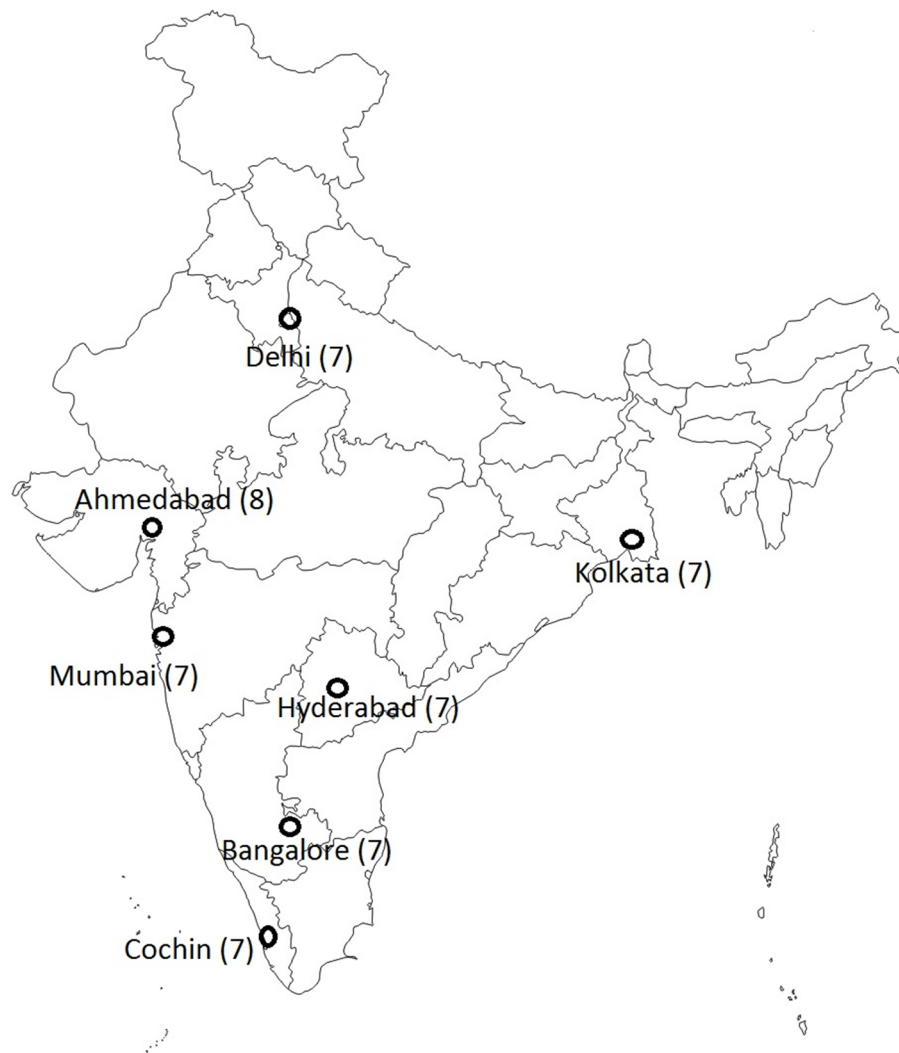 Delhi (7)
Ahmedabad (8)
Kolkata (7)
Mumbai (7)
Hyderabad (7)
Bangalore (7)
Cochin (7)